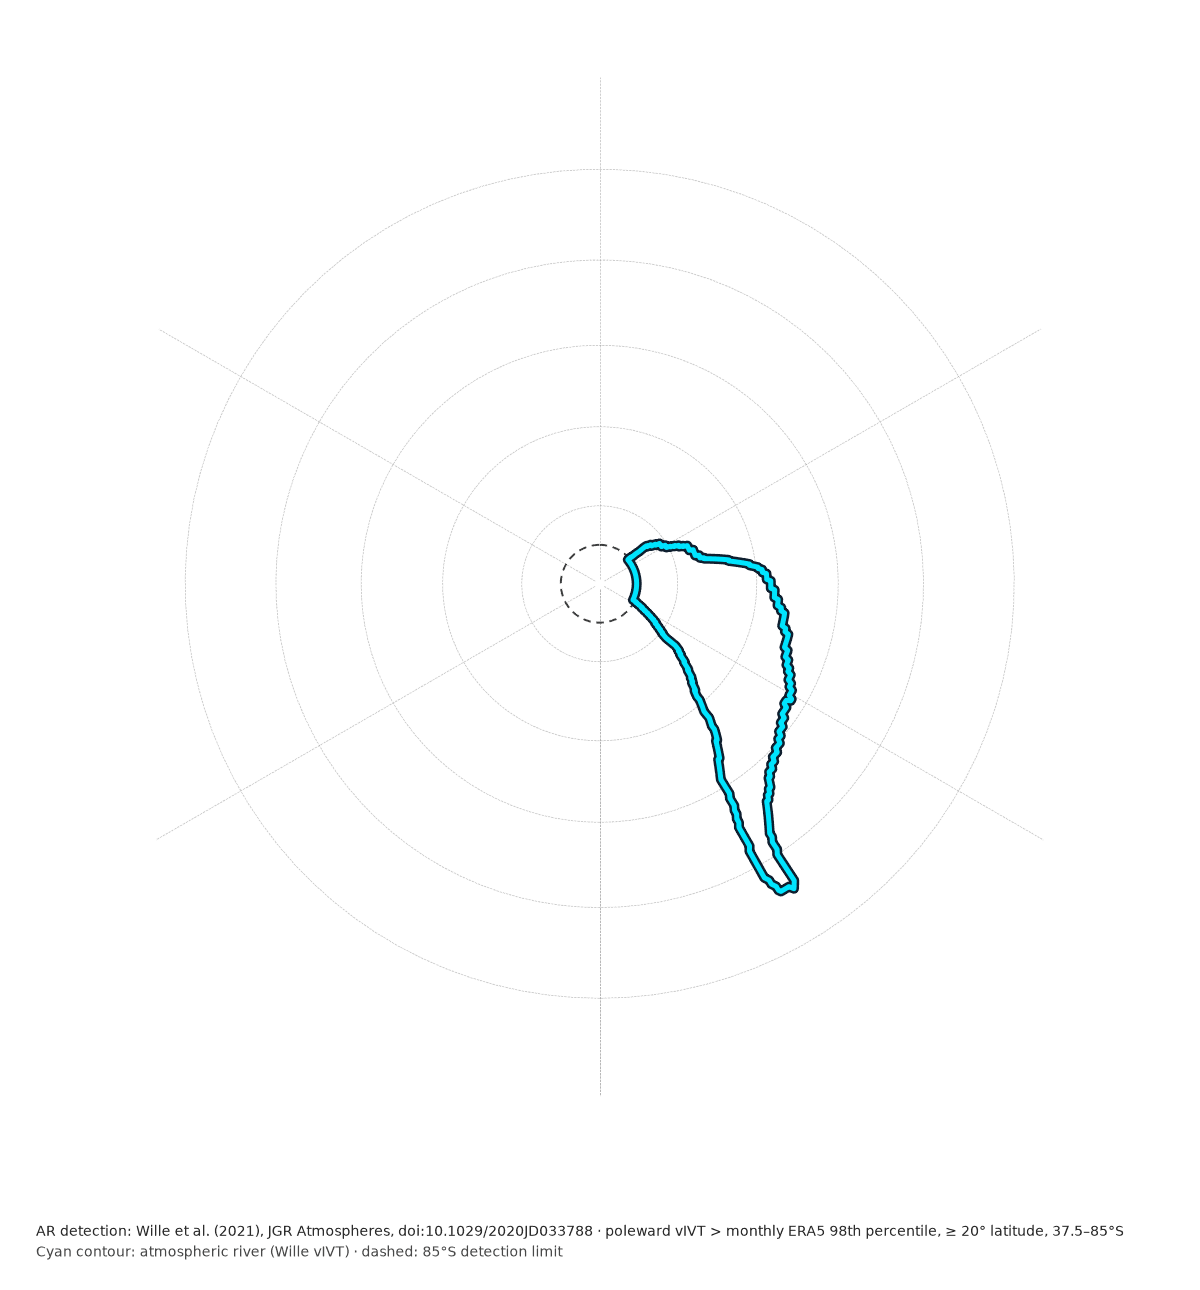 AR detection: Wille et al. (2021), JGR Atmospheres, doi:10.1029/2020JD033788 · poleward vIVT > monthly ERA5 98th percentile, ≥ 20° latitude, 37.5–85°S
Cyan contour: atmospheric river (Wille vIVT) · dashed: 85°S detection limit